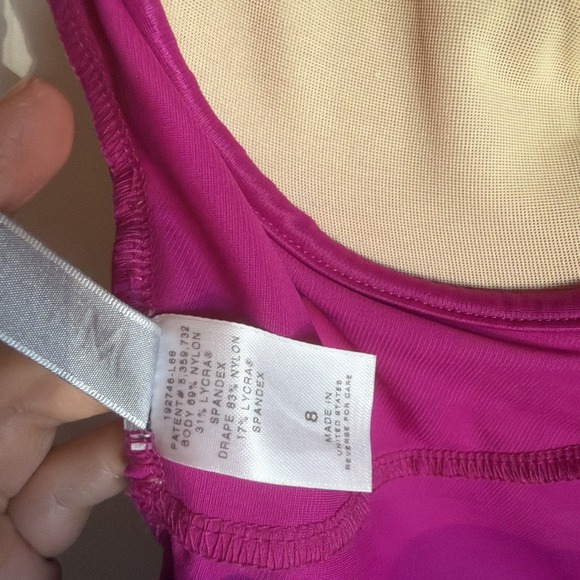 192746-L68
PATENT# 5,359,732
BODY 69% NYLON
31% LYCRA®
SPANDEX
DRAPE 83% NYLON
17% LYCRA®
SPANDEX
8
MADE IN
UNITED STATES
REVERSE FOR CARE